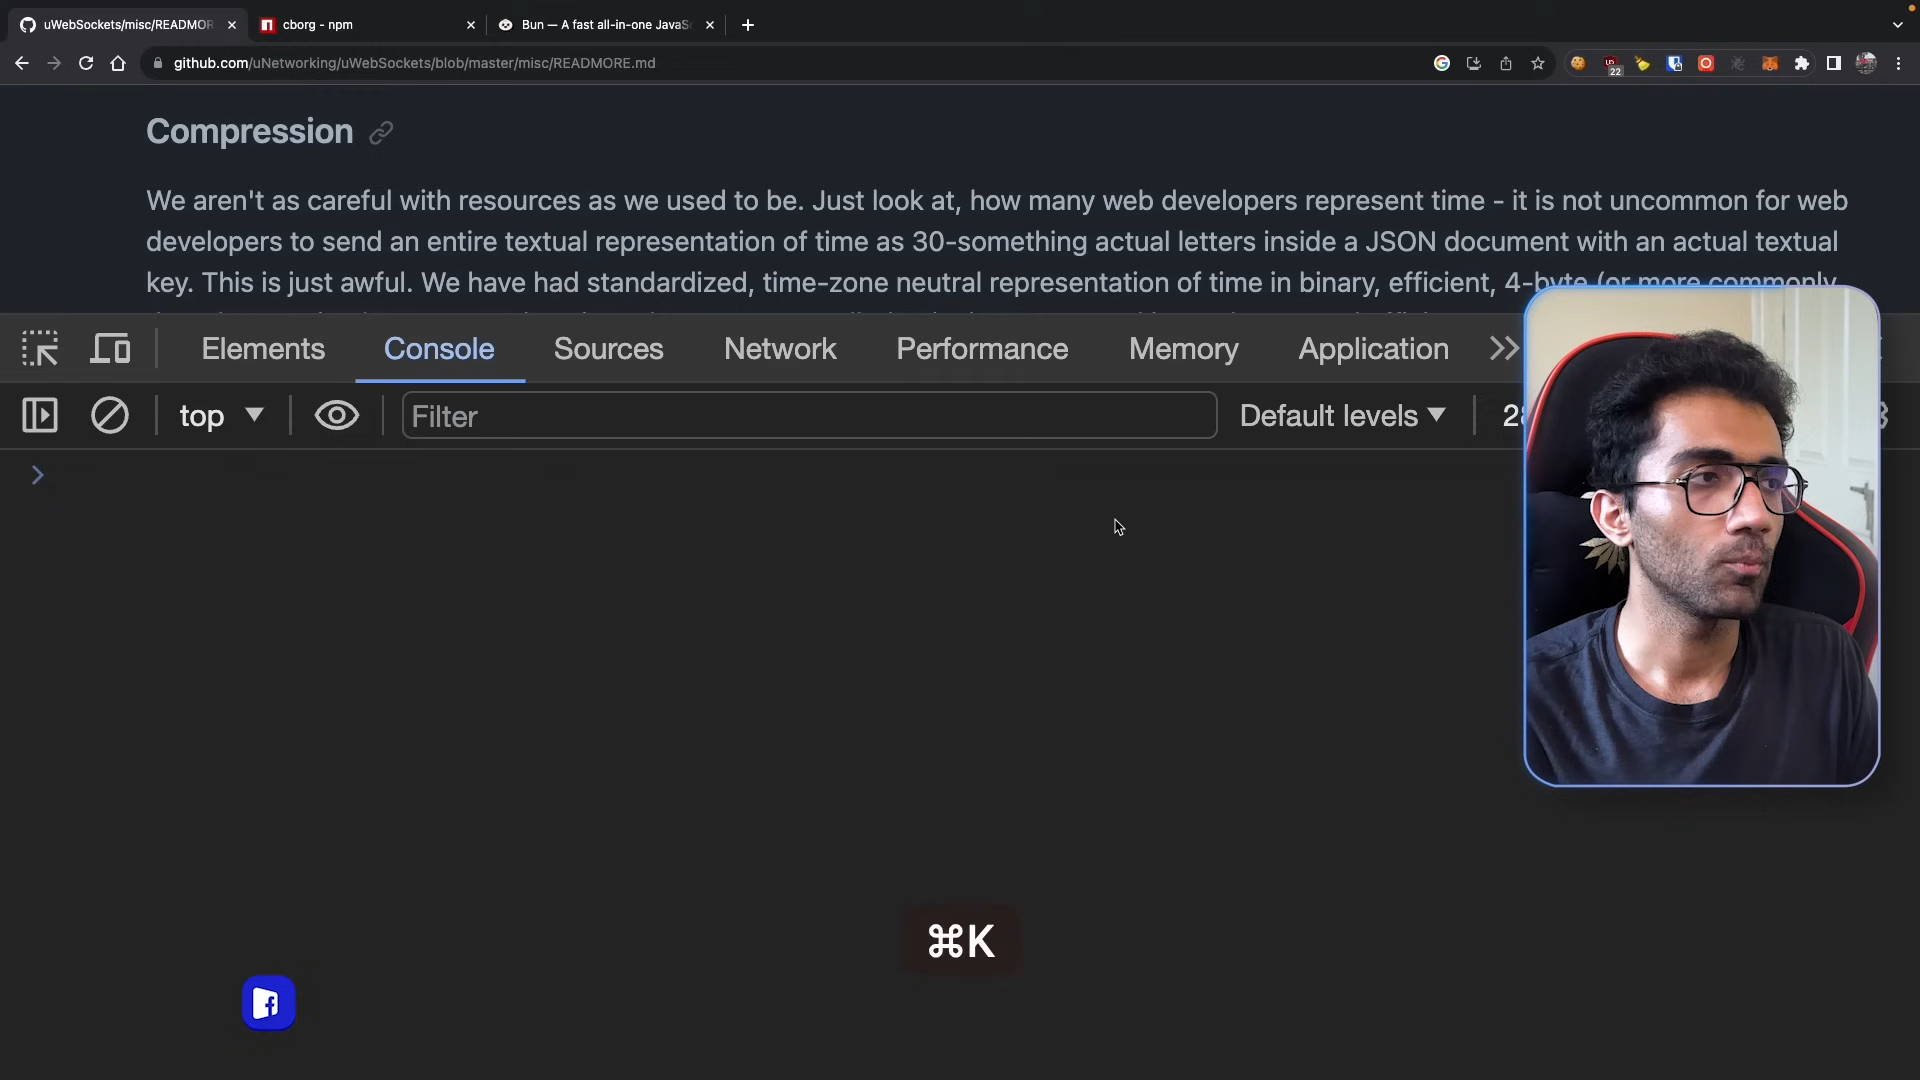 uWebSockets/misc/READMOR
cborg - npm
Bun — A fast all-in-one JavaSc
github.com/uNetworking/uWebSockets/blob/master/misc/READMORE.md
22
Compression
We aren't as careful with resources as we used to be. Just look at, how many web developers represent time - it is not uncommon for web
developers to send an entire textual representation of time as 30-something actual letters inside a JSON document with an actual textual
key. This is just awful. We have had standardized, time-zone neutral representation of time in binary, efficient, 4-byte (or more commonly
Elements Console Sources Network Performance Memory Application
top Filter Default levels
⌘K